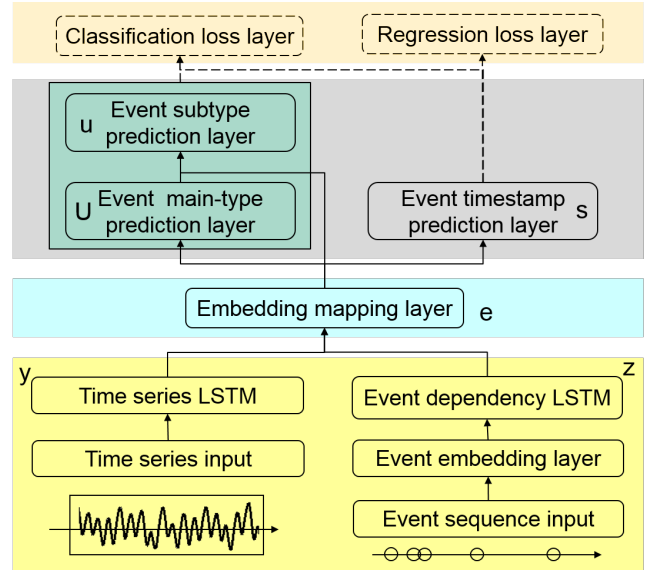 Classification loss layer
Regression loss layer
u
Event subtype
prediction layer
U
Event main-type
prediction layer
Event timestamp
prediction layer
s
Embedding mapping layer
e
y
z
Time series LSTM
Event dependency LSTM
Time series input
Event embedding layer
Event sequence input